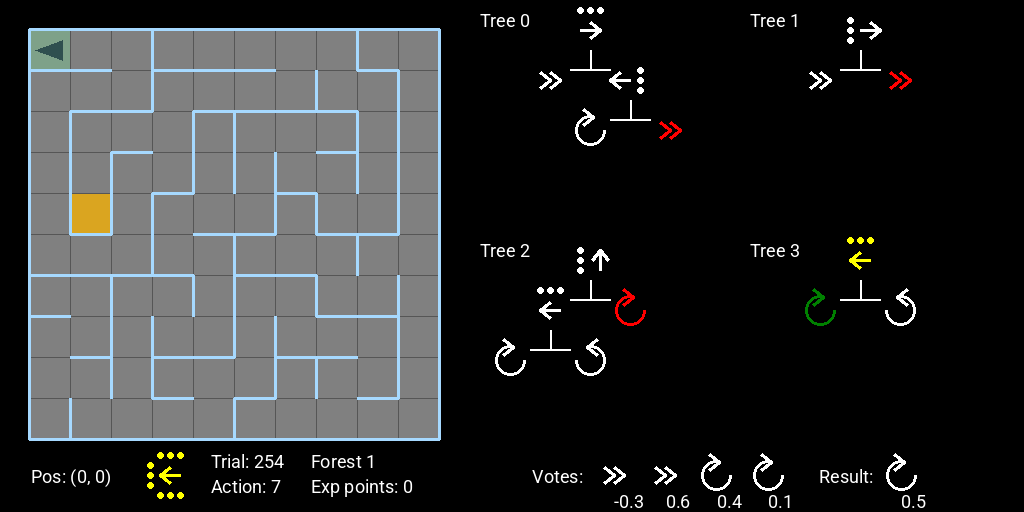 Tree 0
Tree 1
Tree 2
Tree 3
Pos: (0, 0)
Trial: 254
Forest 1
Action: 7
Exp points: 0
Votes:
-0.3
0.6
0.4
0.1
Result:
0.5